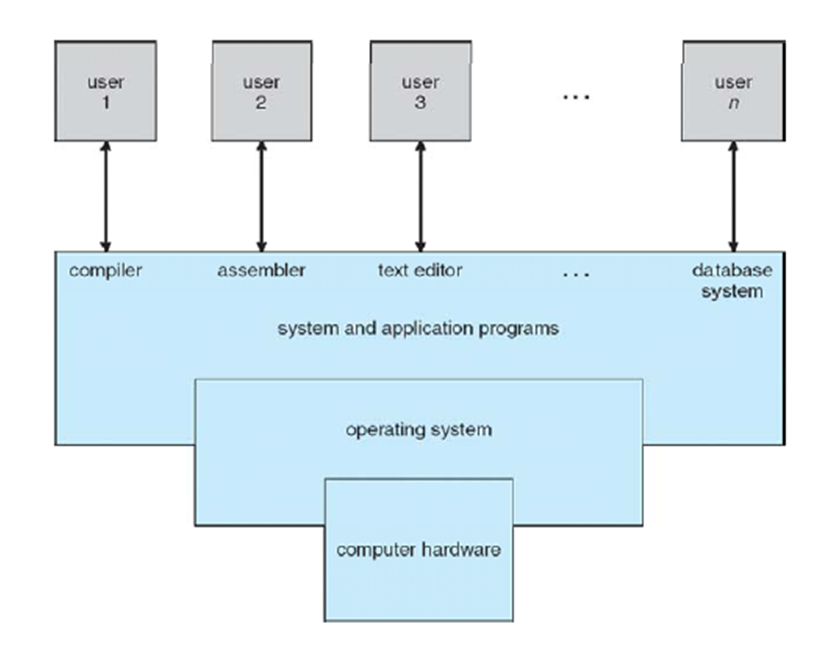 user
1
user
2
user
3
...
user
n
compiler
assembler
text editor
...
database
system
system and application programs
operating system
computer hardware